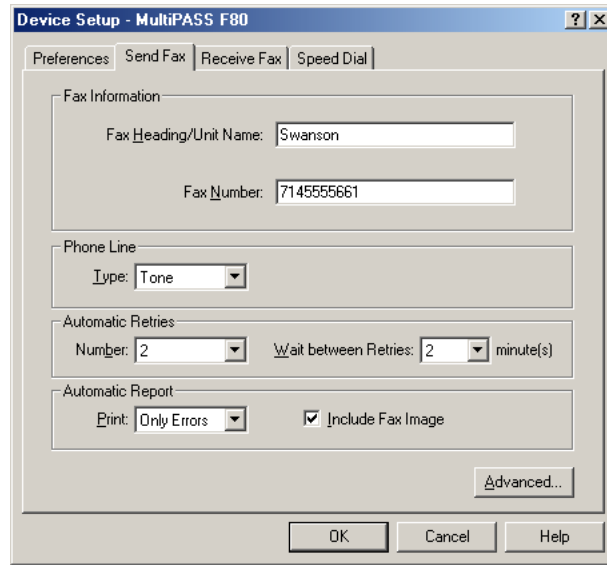 Device Setup - MultiPASS F80
Preferences Send Fax Receive Fax Speed Dial
Fax Information
Fax Heading/Unit Name: Swanson
Fax Number: 7145555661
Phone Line
Type: Tone
Automatic Retries
Number: 2 Wait between Retries: 2 minute(s)
Automatic Report
Print: Only Errors Include Fax Image
Advanced...
OK Cancel Help